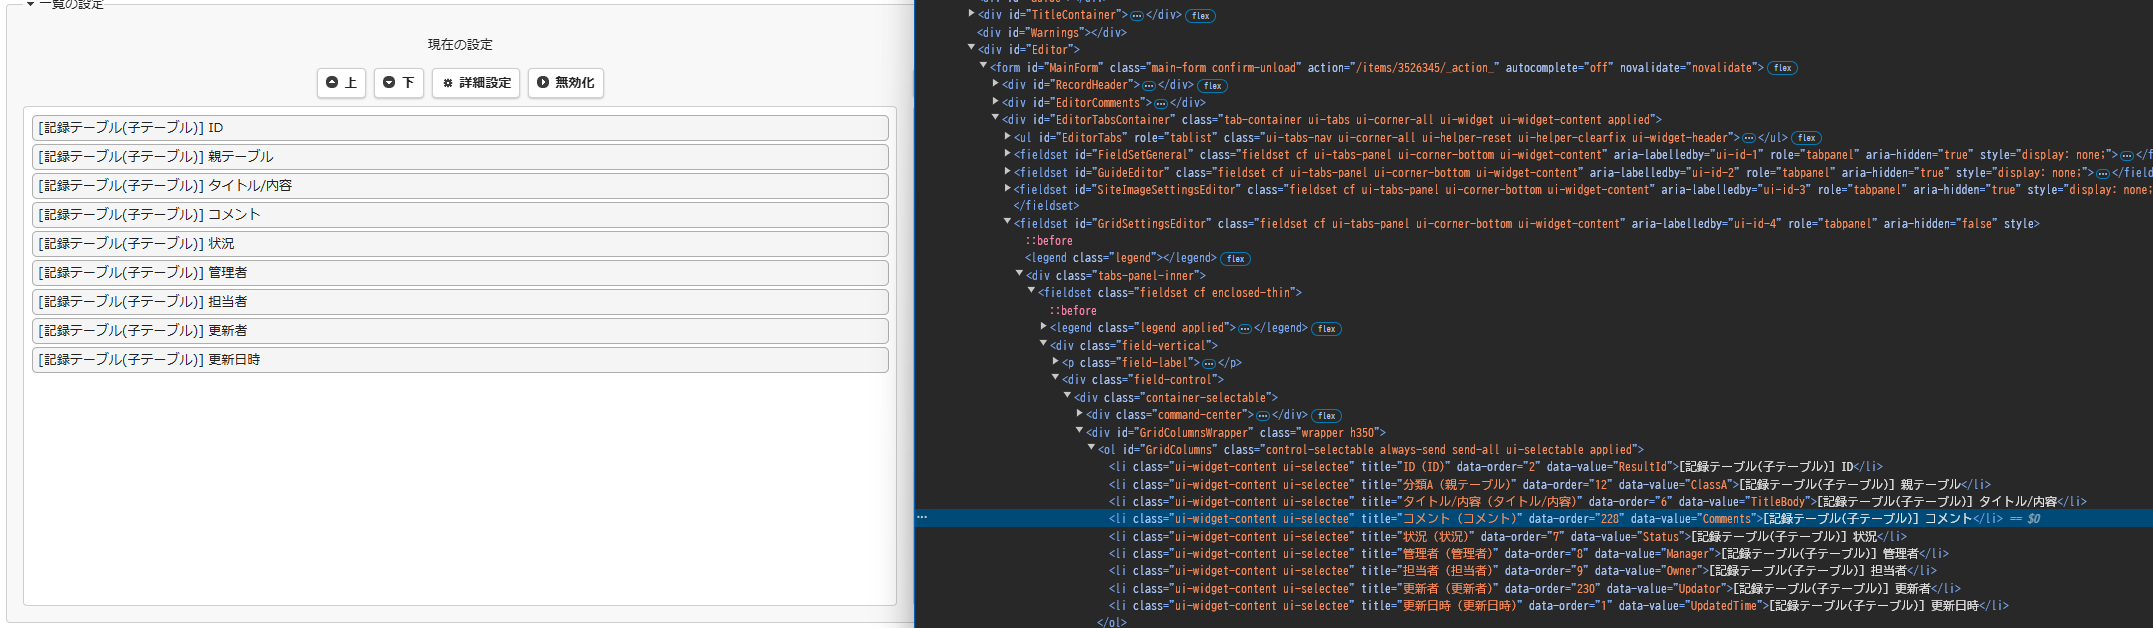 一覧の設定
現在の設定
上 下 詳細設定 無効化
[記録テーブル(子テーブル)] ID
[記録テーブル(子テーブル)] 親テーブル
[記録テーブル(子テーブル)] タイトル/内容
[記録テーブル(子テーブル)] コメント
[記録テーブル(子テーブル)] 状況
[記録テーブル(子テーブル)] 管理者
[記録テーブル(子テーブル)] 担当者
[記録テーブル(子テーブル)] 更新者
[記録テーブル(子テーブル)] 更新日時
<div id="TitleContainer">…</div> flex
<div id="Warnings"></div>
<div id="Editor">
<form id="MainForm" class="main-form confirm-unload" action="/items/3526345/_action_" autocomplete="off" novalidate="novalidate"> flex
<div id="RecordHeader">…</div> flex
<div id="EditorComments">…</div>
<div id="EditorTabsContainer" class="tab-container ui-tabs ui-corner-all ui-widget ui-widget-content applied">
<ul id="EditorTabs" role="tablist" class="ui-tabs-nav ui-corner-all ui-helper-reset ui-helper-clearfix ui-widget-header">…</ul> flex
<fieldset id="FieldSetGeneral" class="fieldset cf ui-tabs-panel ui-corner-bottom ui-widget-content" aria-labelledby="ui-id-1" role="tabpanel" aria-hidden="true" style="display: none;">…</f
<fieldset id="GuideEditor" class="fieldset cf ui-tabs-panel ui-corner-bottom ui-widget-content" aria-labelledby="ui-id-2" role="tabpanel" aria-hidden="true" style="display: none;">…</field
<fieldset id="SiteImageSettingsEditor" class="fieldset cf ui-tabs-panel ui-corner-bottom ui-widget-content" aria-labelledby="ui-id-3" role="tabpanel" aria-hidden="true" style="display: none;
</fieldset>
<fieldset id="GridSettingsEditor" class="fieldset cf ui-tabs-panel ui-corner-bottom ui-widget-content" aria-labelledby="ui-id-4" role="tabpanel" aria-hidden="false" style>
::before
<legend class="legend"></legend> flex
<div class="tabs-panel-inner">
<fieldset class="fieldset cf enclosed-thin">
::before
<legend class="legend applied">…</legend> flex
<div class="field-vertical">
<p class="field-label">…</p>
<div class="field-control">
<div class="container-selectable">
<div class="command-center">…</div> flex
<div id="GridColumnsWrapper" class="wrapper h350">
<ol id="GridColumns" class="control-selectable always-send send-all ui-selectable applied">
<li class="ui-widget-content ui-selectee" title="ID (ID)" data-order="2" data-value="ResultId">[記録テーブル(子テーブル)] ID</li>
<li class="ui-widget-content ui-selectee" title="分類A (親テーブル)" data-order="12" data-value="ClassA">[記録テーブル(子テーブル)] 親テーブル</li>
<li class="ui-widget-content ui-selectee" title="タイトル/内容 (タイトル/内容)" data-order="6" data-value="TitleBody">[記録テーブル(子テーブル)] タイトル/内容</li>
<li class="ui-widget-content ui-selectee" title="コメント (コメント)" data-order="228" data-value="Comments">[記録テーブル(子テーブル)] コメント</li> == $0
<li class="ui-widget-content ui-selectee" title="状況 (状況)" data-order="7" data-value="Status">[記録テーブル(子テーブル)] 状況</li>
<li class="ui-widget-content ui-selectee" title="管理者 (管理者)" data-order="8" data-value="Manager">[記録テーブル(子テーブル)] 管理者</li>
<li class="ui-widget-content ui-selectee" title="担当者 (担当者)" data-order="9" data-value="Owner">[記録テーブル(子テーブル)] 担当者</li>
<li class="ui-widget-content ui-selectee" title="更新者 (更新者)" data-order="230" data-value="Updator">[記録テーブル(子テーブル)] 更新者</li>
<li class="ui-widget-content ui-selectee" title="更新日時 (更新日時)" data-order="1" data-value="UpdatedTime">[記録テーブル(子テーブル)] 更新日時</li>
</ol>